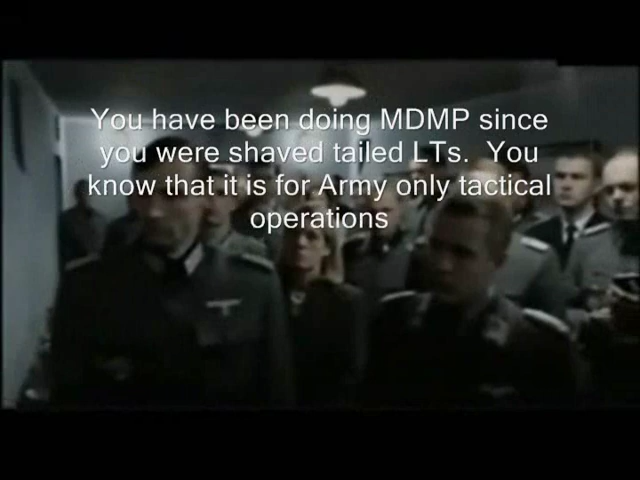 You have been doing MDMP since
you were shaved tailed LTs.  You
know that it is for Army only tactical
operations